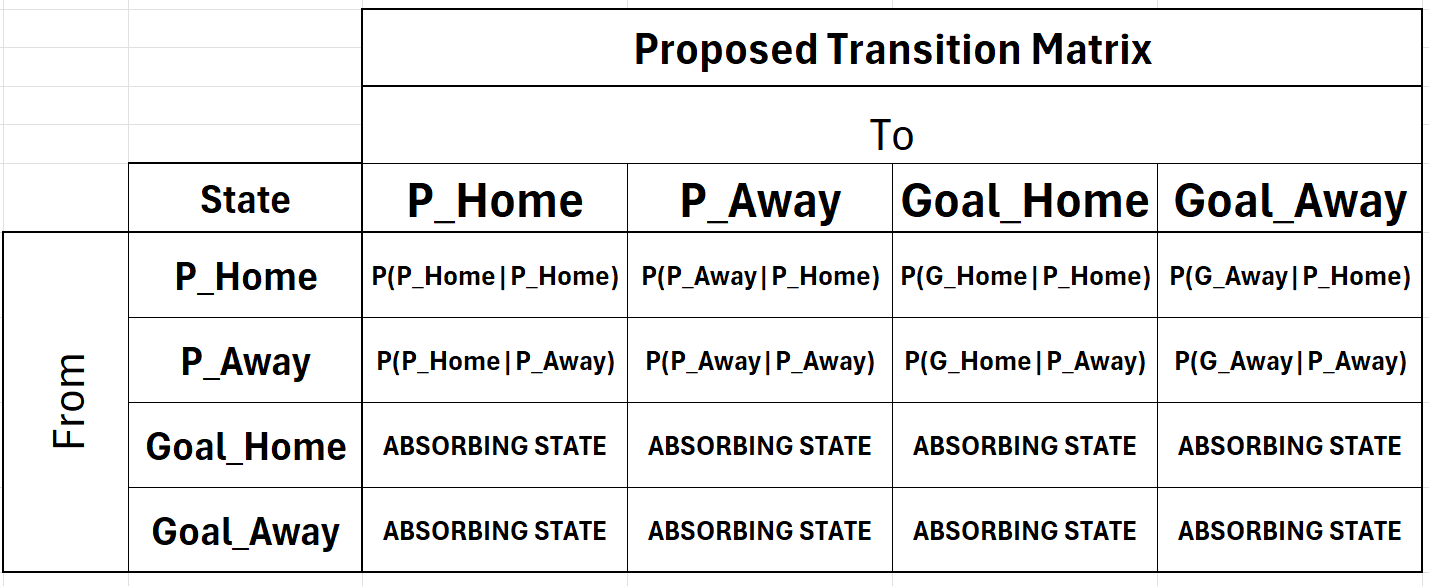 Proposed Transition Matrix
To
State P_Home P_Away Goal_Home Goal_Away
From
P_Home P(P_Home|P_Home) P(P_Away|P_Home) P(G_Home|P_Home) P(G_Away|P_Home)
P_Away P(P_Home|P_Away) P(P_Away|P_Away) P(G_Home|P_Away) P(G_Away|P_Away)
Goal_Home ABSORBING STATE ABSORBING STATE ABSORBING STATE ABSORBING STATE
Goal_Away ABSORBING STATE ABSORBING STATE ABSORBING STATE ABSORBING STATE